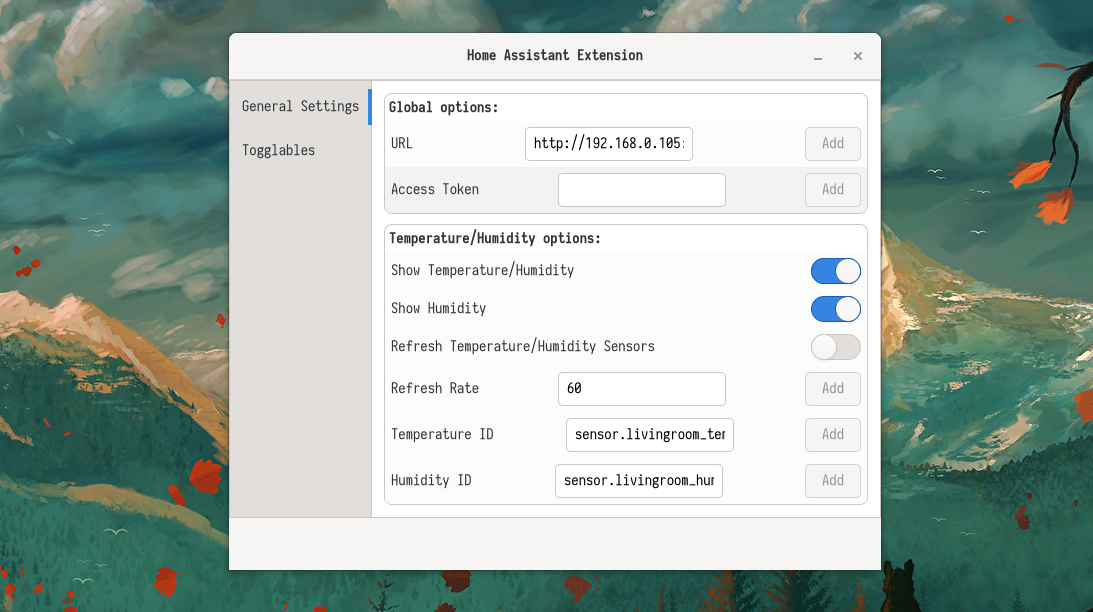 Home Assistant Extension
General Settings
Togglables
Global options:
URL
http://192.168.0.105:
Add
Access Token
Add
Temperature/Humidity options:
Show Temperature/Humidity
Show Humidity
Refresh Temperature/Humidity Sensors
Refresh Rate
60
Add
Temperature ID
sensor.livingroom_ter
Add
Humidity ID
sensor.livingroom_hur
Add